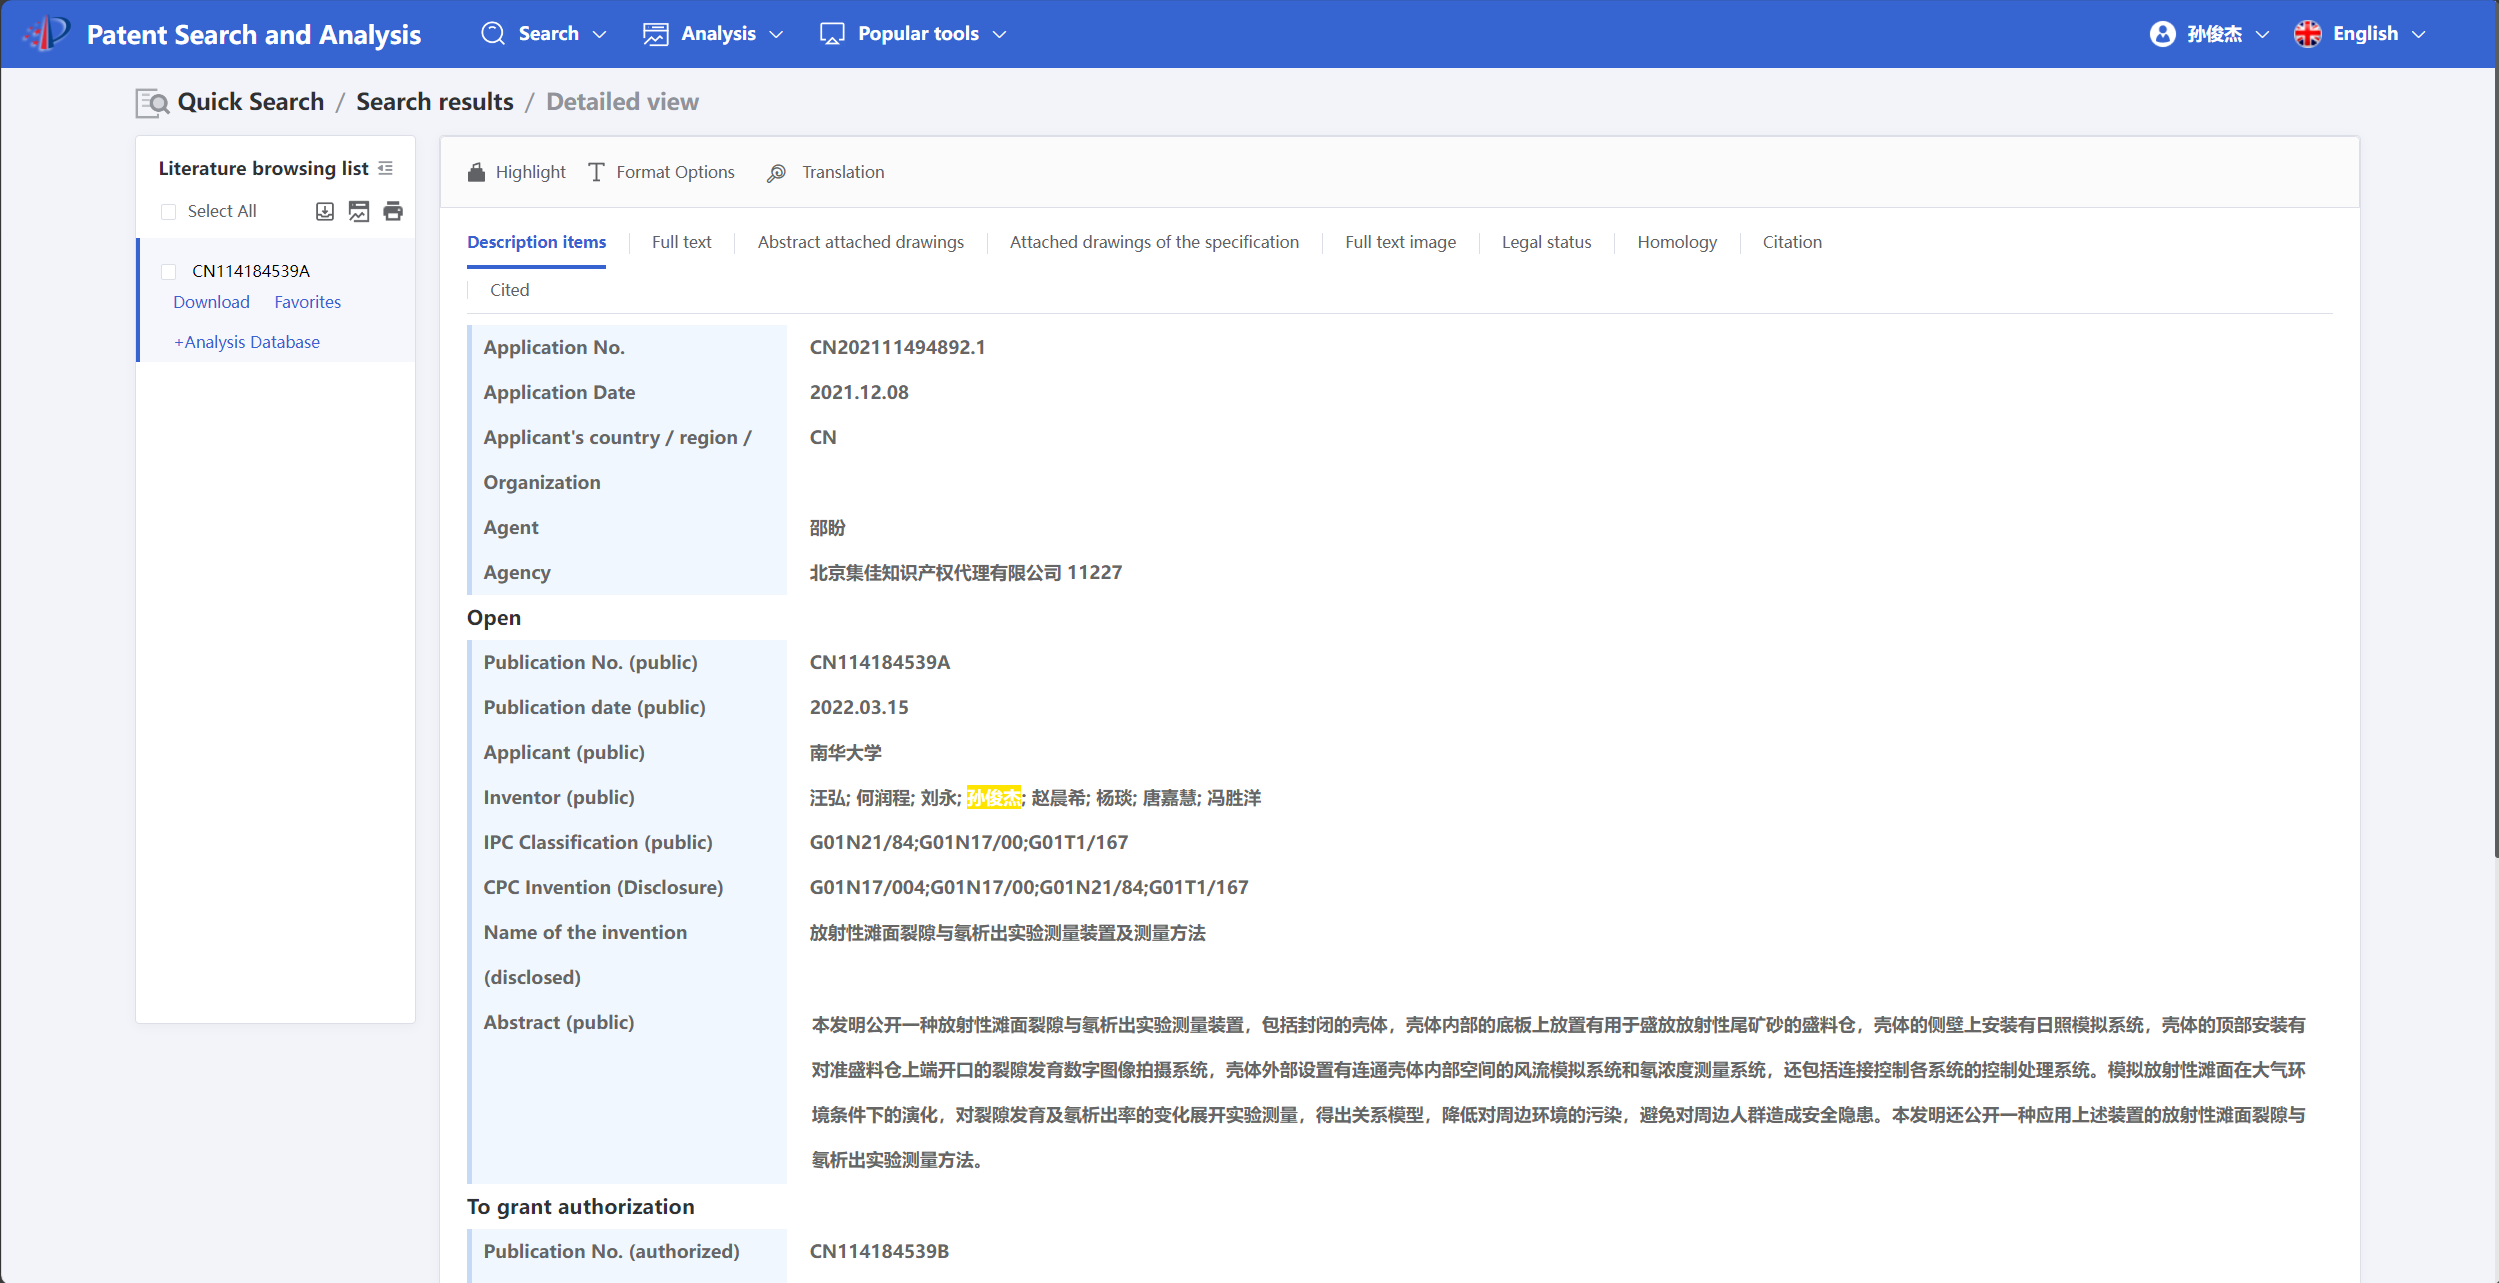 Patent Search and Analysis
Search
Analysis
Popular tools
孙俊杰
English
Quick Search / Search results / Detailed view
Literature browsing list
Select All
CN114184539A
Download Favorites
+Analysis Database
Highlight
Format Options
Translation
Description items
Full text
Abstract attached drawings
Attached drawings of the specification
Full text image
Legal status
Homology
Citation
Cited
Application No. CN202111494892.1
Application Date 2021.12.08
Applicant's country / region / CN
Organization
Agent 邵盼
Agency 北京集佳知识产权代理有限公司 11227
Open
Publication No. (public) CN114184539A
Publication date (public) 2022.03.15
Applicant (public) 南华大学
Inventor (public) 汪弘; 何润程; 刘永; 孙俊杰; 赵晨希; 杨琰; 唐嘉慧; 冯胜洋
IPC Classification (public) G01N21/84;G01N17/00;G01T1/167
CPC Invention (Disclosure) G01N17/004;G01N17/00;G01N21/84;G01T1/167
Name of the invention 放射性滩面裂隙与氡析出实验测量装置及测量方法
(disclosed)
Abstract (public) 本发明公开一种放射性滩面裂隙与氡析出实验测量装置，包括封闭的壳体，壳体内部的底板上放置有用于盛放放射性尾矿砂的盛料仓，壳体的侧壁上安装有日照模拟系统，壳体的顶部安装有
对准盛料仓上端开口的裂隙发育数字图像拍摄系统，壳体外部设置有连通壳体内部空间的风流模拟系统和氡浓度测量系统，还包括连接控制各系统的控制处理系统。模拟放射性滩面在大气环
境条件下的演化，对裂隙发育及氡析出率的变化展开实验测量，得出关系模型，降低对周边环境的污染，避免对周边人群造成安全隐患。本发明还公开一种应用上述装置的放射性滩面裂隙与
氡析出实验测量方法。
To grant authorization
Publication No. (authorized) CN114184539B